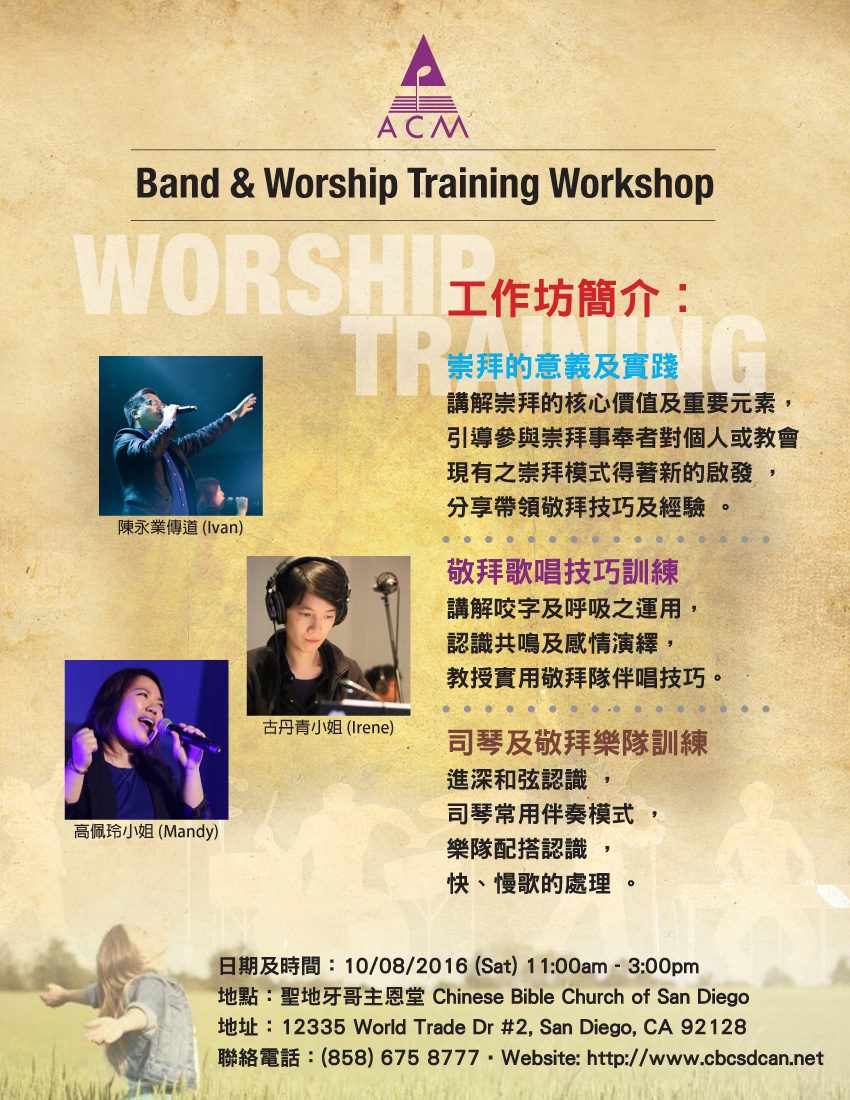 ACM
Band & Worship Training Workshop
WORSHIP
TRAINING
工作坊簡介：
崇拜的意義及實踐
講解崇拜的核心價值及重要元素，
引導參與崇拜事奉者對個人或教會
現有之崇拜模式得著新的啟發 ，
分享帶領敬拜技巧及經驗 。
陳永業傳道 (Ivan)
敬拜歌唱技巧訓練
講解咬字及呼吸之運用，
認識共鳴及感情演繹，
教授實用敬拜隊伴唱技巧。
古丹青小姐 (Irene)
司琴及敬拜樂隊訓練
進深和弦認識 ，
司琴常用伴奏模式 ，
樂隊配搭認識 ，
快、慢歌的處理 。
高佩玲小姐 (Mandy)
日期及時間：10/08/2016 (Sat) 11:00am - 3:00pm
地點：聖地牙哥主恩堂 Chinese Bible Church of San Diego
地址：12335 World Trade Dr #2, San Diego, CA 92128
聯絡電話：(858) 675 8777・Website: http://www.cbcsdcan.net